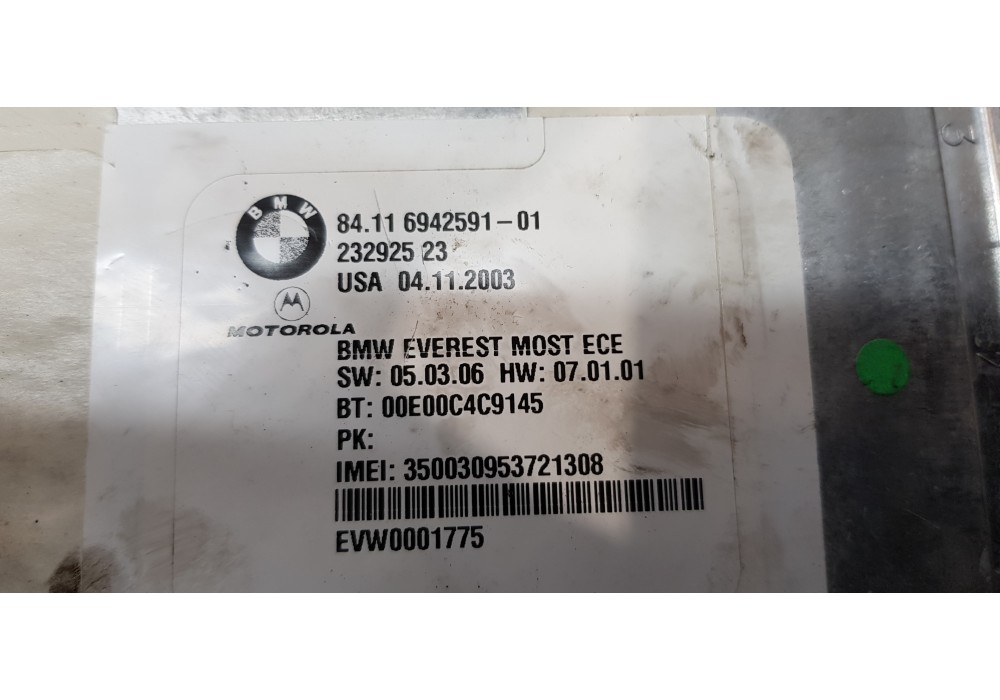 BMW
84.11 6942591-01
232925 23
USA 04.11.2003
MOTOROLA
BMW EVEREST MOST ECE
SW: 05.03.06 HW: 07.01.01
BT: 00E00C4C9145
PK:
IMEI: 350030953721308
EVW0001775
3